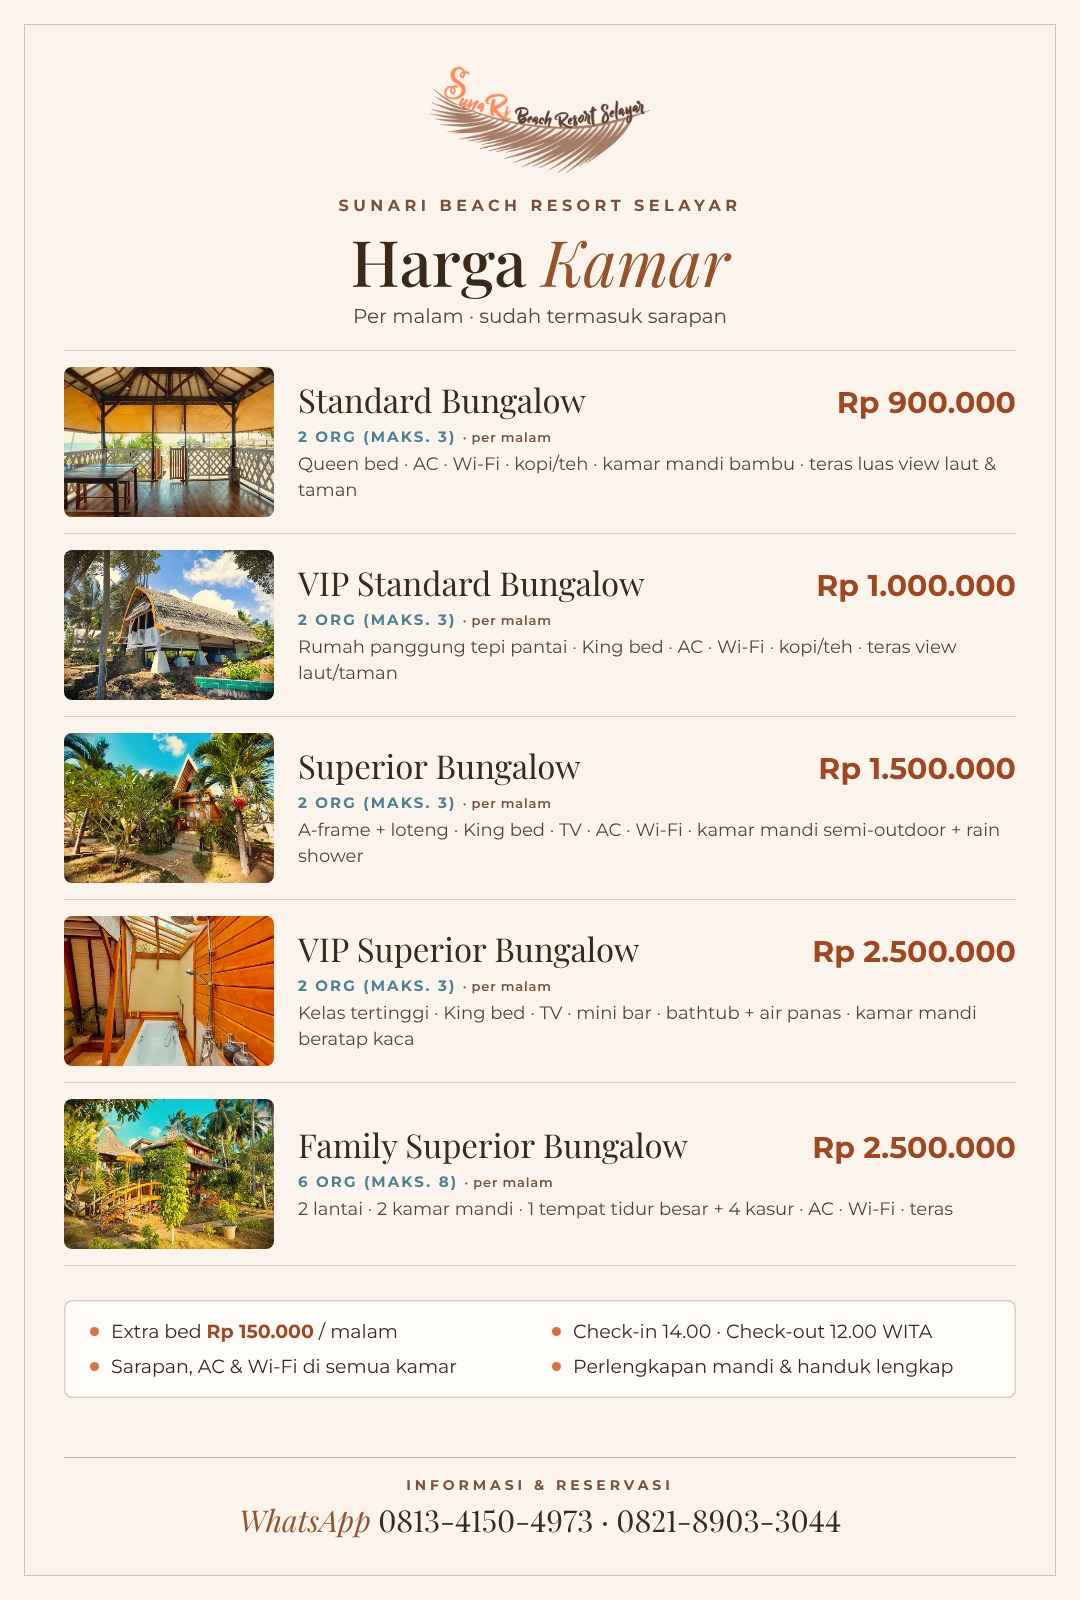 SunaRi Beach Resort Selayar
SUNARI BEACH RESORT SELAYAR
Harga Kamar
Per malam · sudah termasuk sarapan
Standard Bungalow
Rp 900.000
2 ORG (MAKS. 3) · per malam
Queen bed · AC · Wi-Fi · kopi/teh · kamar mandi bambu · teras luas view laut &
taman
VIP Standard Bungalow
Rp 1.000.000
2 ORG (MAKS. 3) · per malam
Rumah panggung tepi pantai · King bed · AC · Wi-Fi · kopi/teh · teras view
laut/taman
Superior Bungalow
Rp 1.500.000
2 ORG (MAKS. 3) · per malam
A-frame + loteng · King bed · TV · AC · Wi-Fi · kamar mandi semi-outdoor + rain
shower
VIP Superior Bungalow
Rp 2.500.000
2 ORG (MAKS. 3) · per malam
Kelas tertinggi · King bed · TV · mini bar · bathtub + air panas · kamar mandi
beratap kaca
Family Superior Bungalow
Rp 2.500.000
6 ORG (MAKS. 8) · per malam
2 lantai · 2 kamar mandi · 1 tempat tidur besar + 4 kasur · AC · Wi-Fi · teras
Extra bed Rp 150.000 / malam
Check-in 14.00 · Check-out 12.00 WITA
Sarapan, AC & Wi-Fi di semua kamar
Perlengkapan mandi & handuk lengkap
INFORMASI & RESERVASI
WhatsApp 0813-4150-4973 · 0821-8903-3044